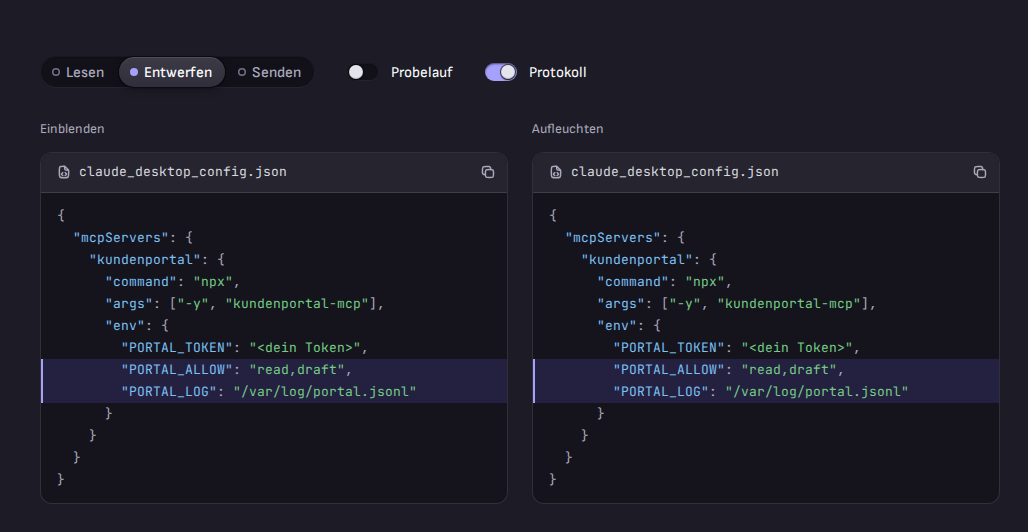 Lesen Entwerfen Senden Probelauf Protokoll
Einblenden
claude_desktop_config.json
{
  "mcpServers": {
    "kundenportal": {
      "command": "npx",
      "args": ["-y", "kundenportal-mcp"],
      "env": {
        "PORTAL_TOKEN": "<dein Token>",
        "PORTAL_ALLOW": "read,draft",
        "PORTAL_LOG": "/var/log/portal.jsonl"
      }
    }
  }
}
Aufleuchten
claude_desktop_config.json
{
  "mcpServers": {
    "kundenportal": {
      "command": "npx",
      "args": ["-y", "kundenportal-mcp"],
      "env": {
        "PORTAL_TOKEN": "<dein Token>",
        "PORTAL_ALLOW": "read,draft",
        "PORTAL_LOG": "/var/log/portal.jsonl"
      }
    }
  }
}